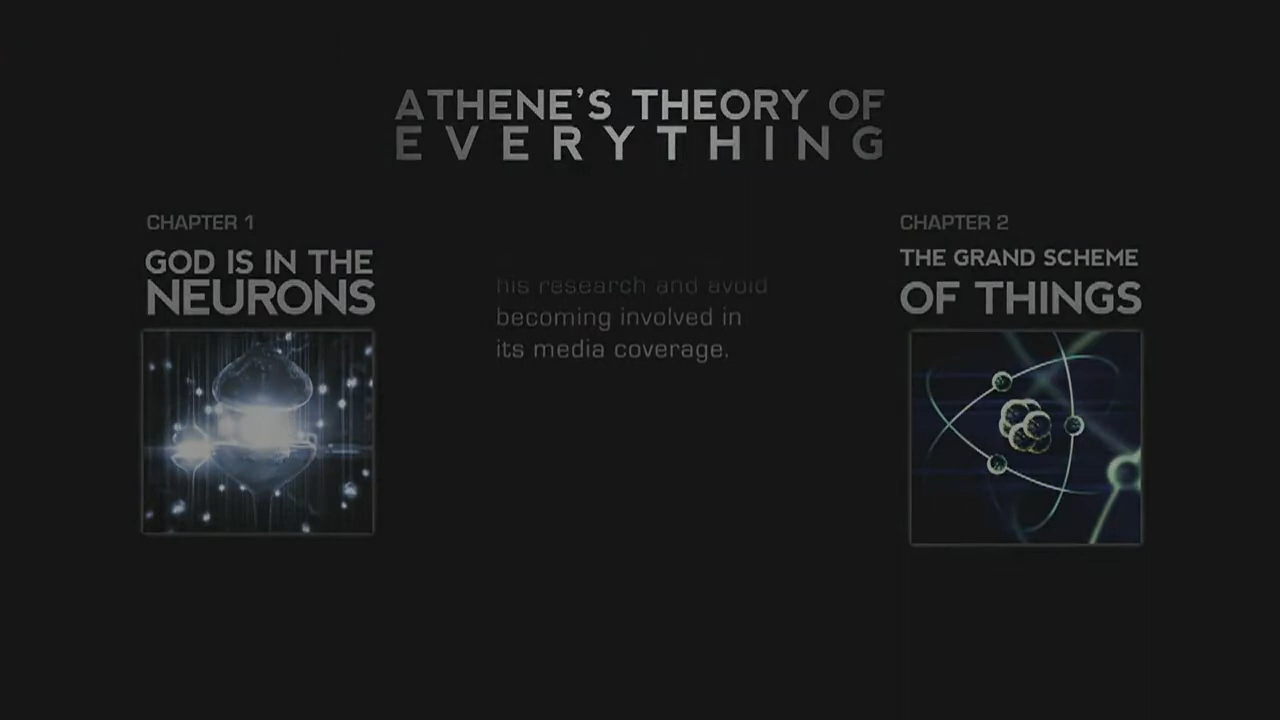 ATHENE'S THEORY OF
EVERYTHING
CHAPTER 1
GOD IS IN THE
NEURONS
his research and avoid
becoming involved in
its media coverage.
CHAPTER 2
THE GRAND SCHEME
OF THINGS